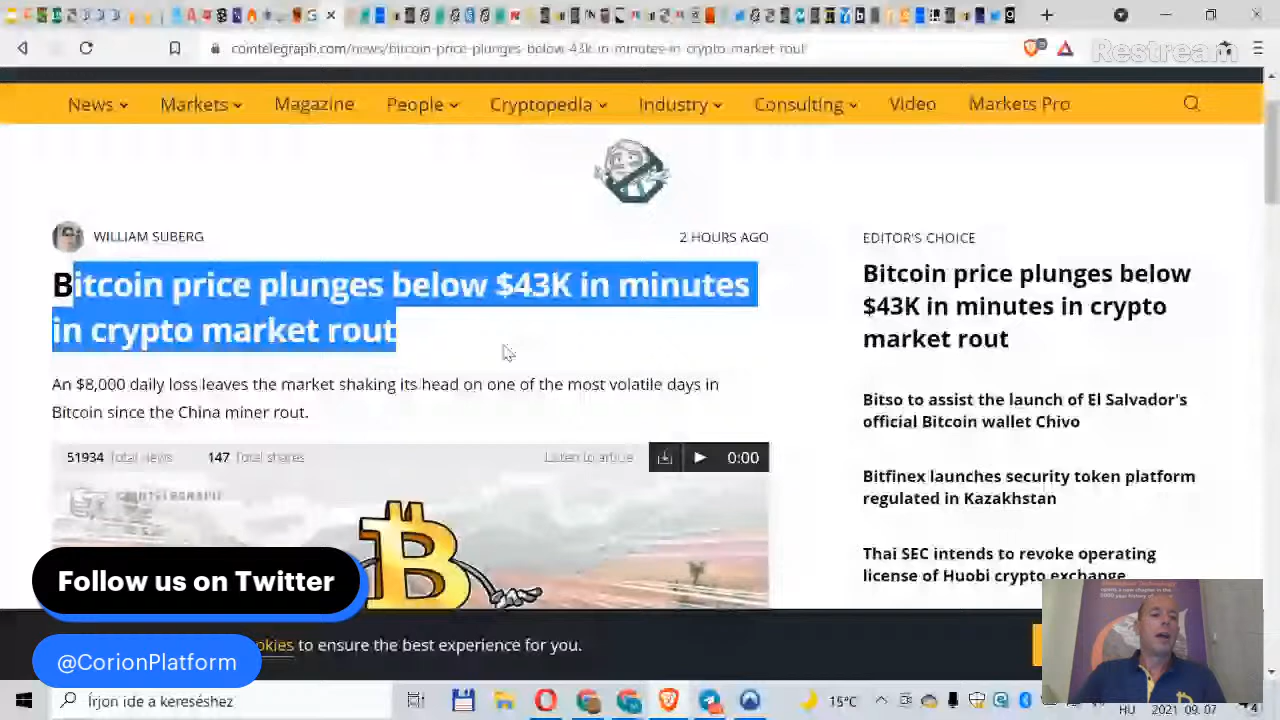 cointelegraph.com/news/bitcoin-price-plunges-below-43k-in-minutes-in-crypto-market-rout
Restream
News
Markets
Magazine
People
Cryptopedia
Industry
Consulting
Video
Markets Pro
WILLIAM SUBERG
2 HOURS AGO
Bitcoin price plunges below $43K in minutes
in crypto market rout
An $8,000 daily loss leaves the market shaking its head on one of the most volatile days in
Bitcoin since the China miner rout.
51934 Total views
147 Total shares
Listen to article
0:00
COINTELEGRAPH
EDITOR'S CHOICE
Bitcoin price plunges below
$43K in minutes in crypto
market rout
Bitso to assist the launch of El Salvador's
official Bitcoin wallet Chivo
Bitfinex launches security token platform
regulated in Kazakhstan
Thai SEC intends to revoke operating
license of Huobi crypto exchange
Follow us on Twitter
@CorionPlatform
okies to ensure the best experience for you.
Írjon ide a kereséshez
15°C
HU
2021. 09. 07